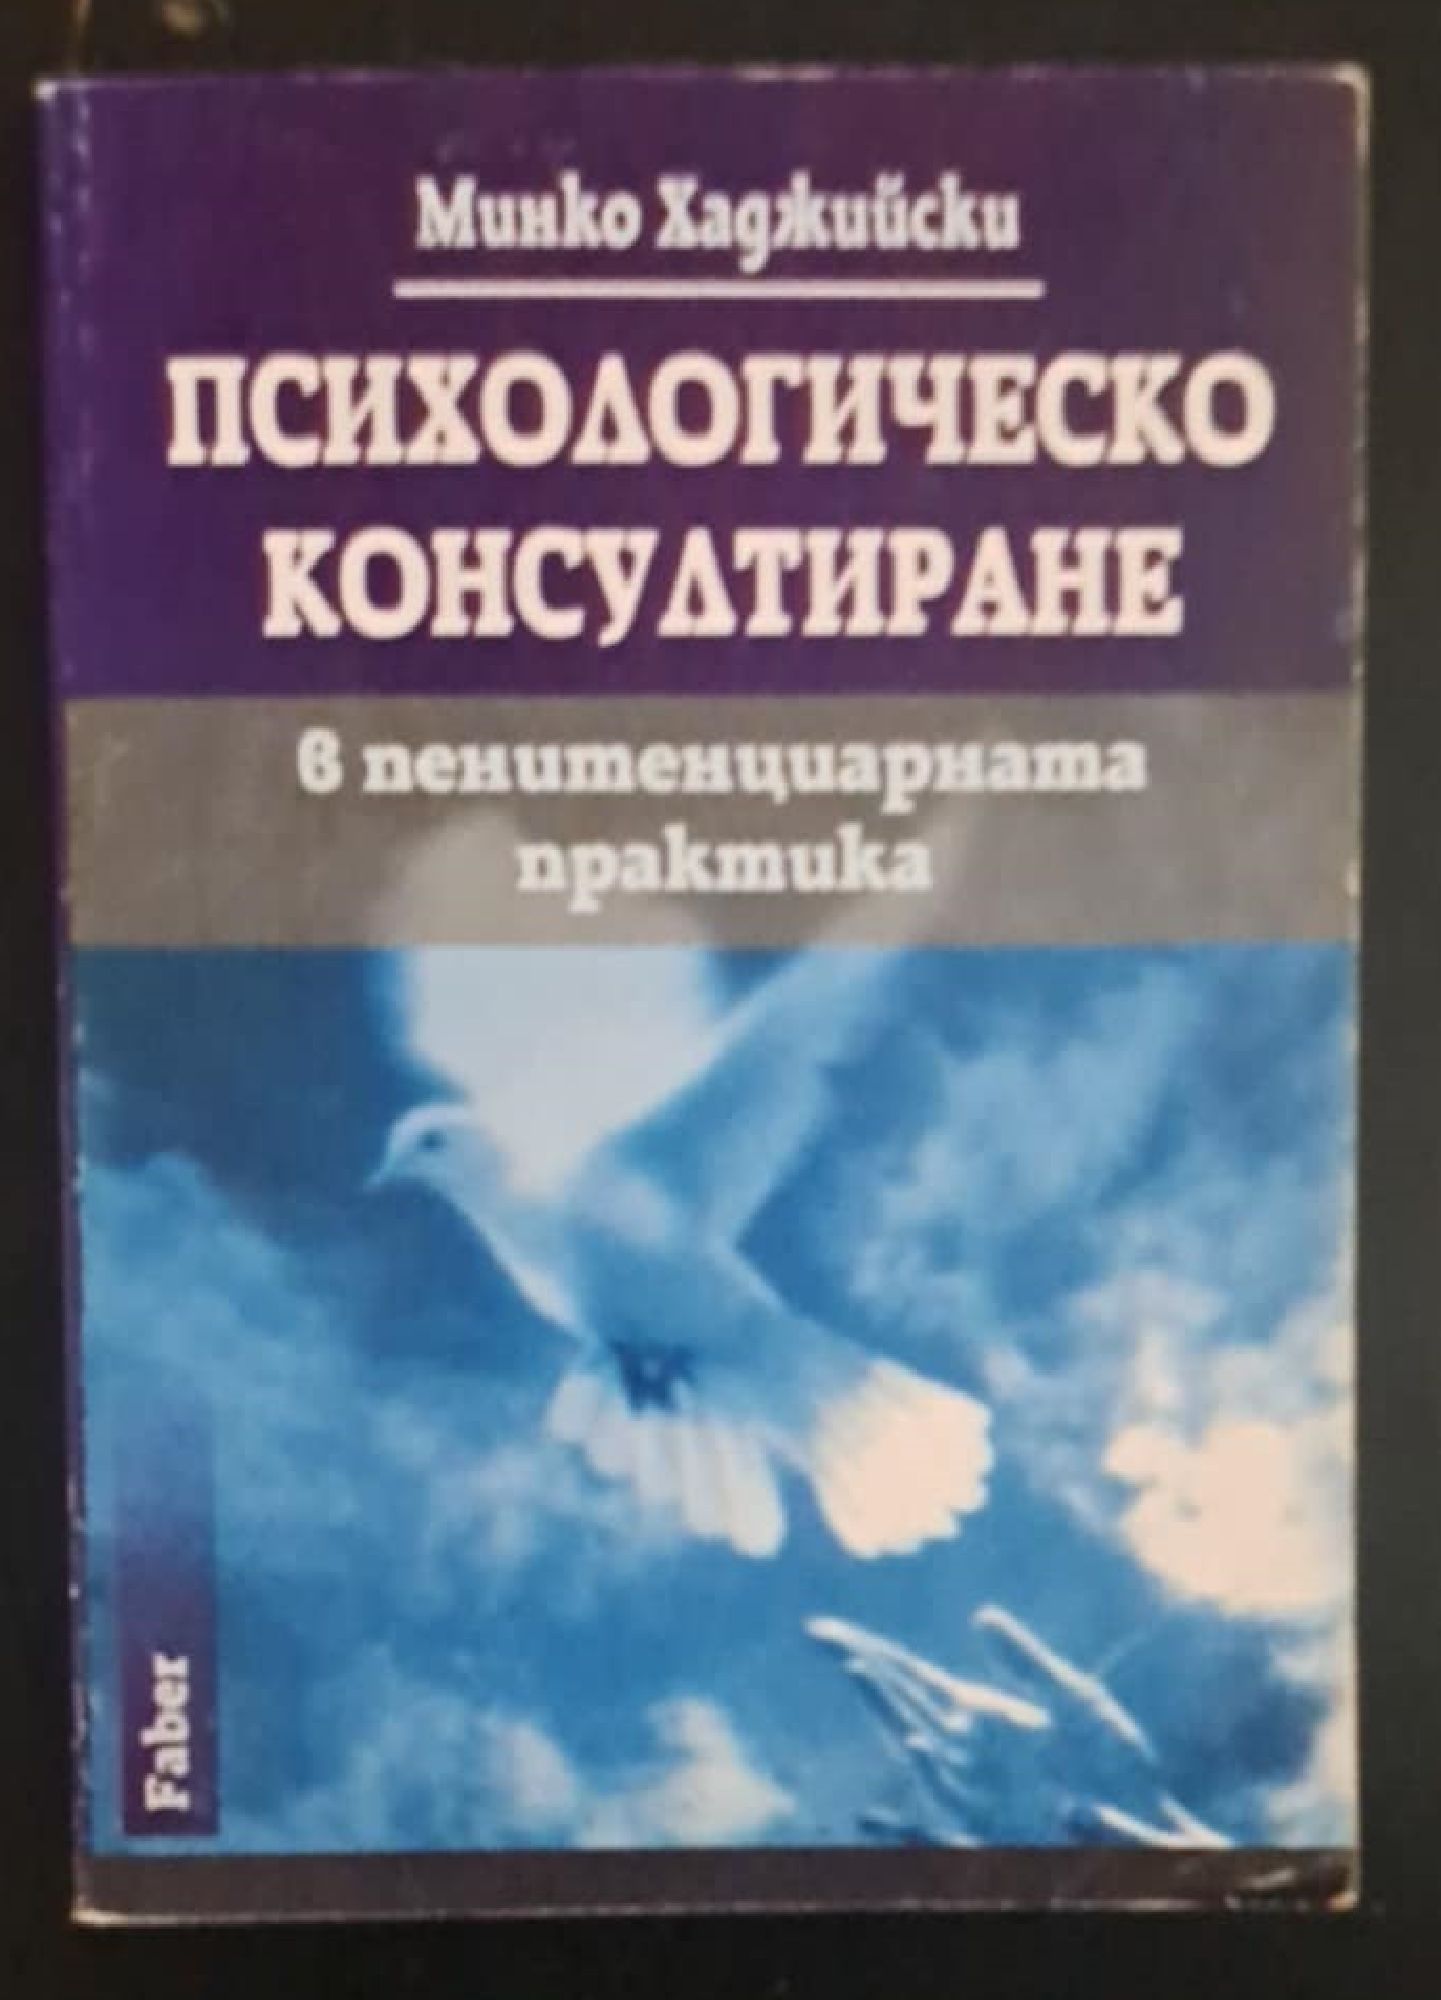 Минко Хаджийски
ПСИХОЛОГИЧЕСКО
КОНСУЛТИРАНЕ
в пенитенциарната
практика
Faber